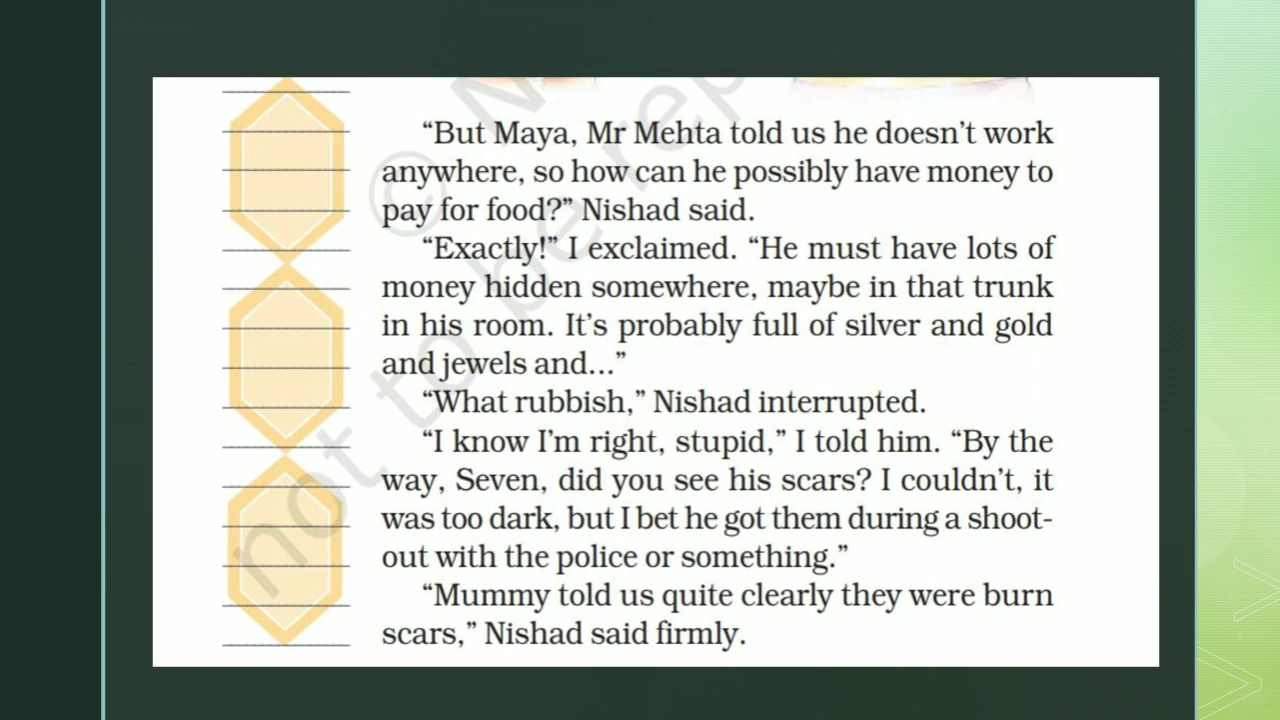 “But Maya, Mr Mehta told us he doesn’t work
anywhere, so how can he possibly have money to
pay for food?” Nishad said.
“Exactly!” I exclaimed. “He must have lots of
money hidden somewhere, maybe in that trunk
in his room. It’s probably full of silver and gold
and jewels and...”
“What rubbish,” Nishad interrupted.
“I know I’m right, stupid,” I told him. “By the
way, Seven, did you see his scars? I couldn’t, it
was too dark, but I bet he got them during a shoot-
out with the police or something.”
“Mummy told us quite clearly they were burn
scars,” Nishad said firmly.
© N
not to be rep